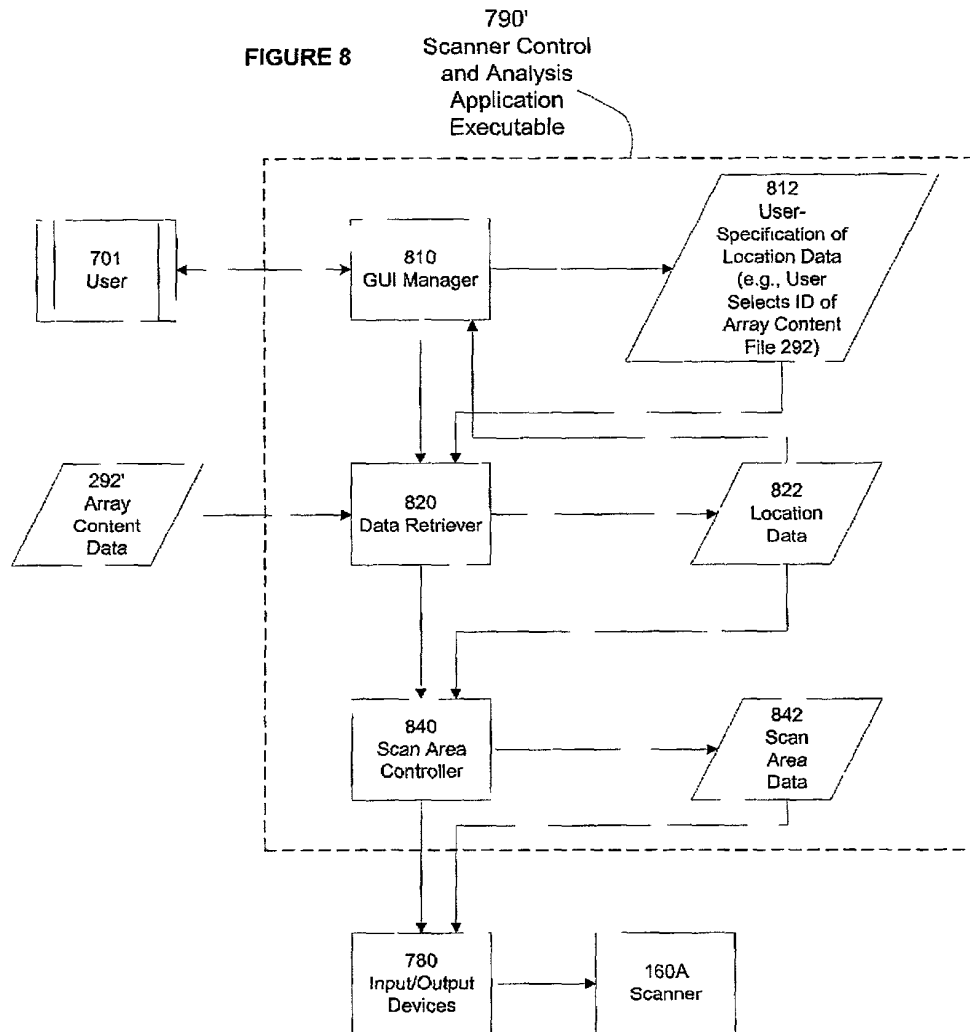 790'
Scanner Control
and Analysis
Application
Executable
FIGURE 8
701
User
810
GUI Manager
812
User-
Specification of
Location Data
(e.g., User
Selects ID of
Array Content
File 292)
292'
Array
Content
Data
820
Data Retriever
822
Location
Data
840
Scan Area
Controller
842
Scan
Area
Data
780
Input/Output
Devices
160A
Scanner